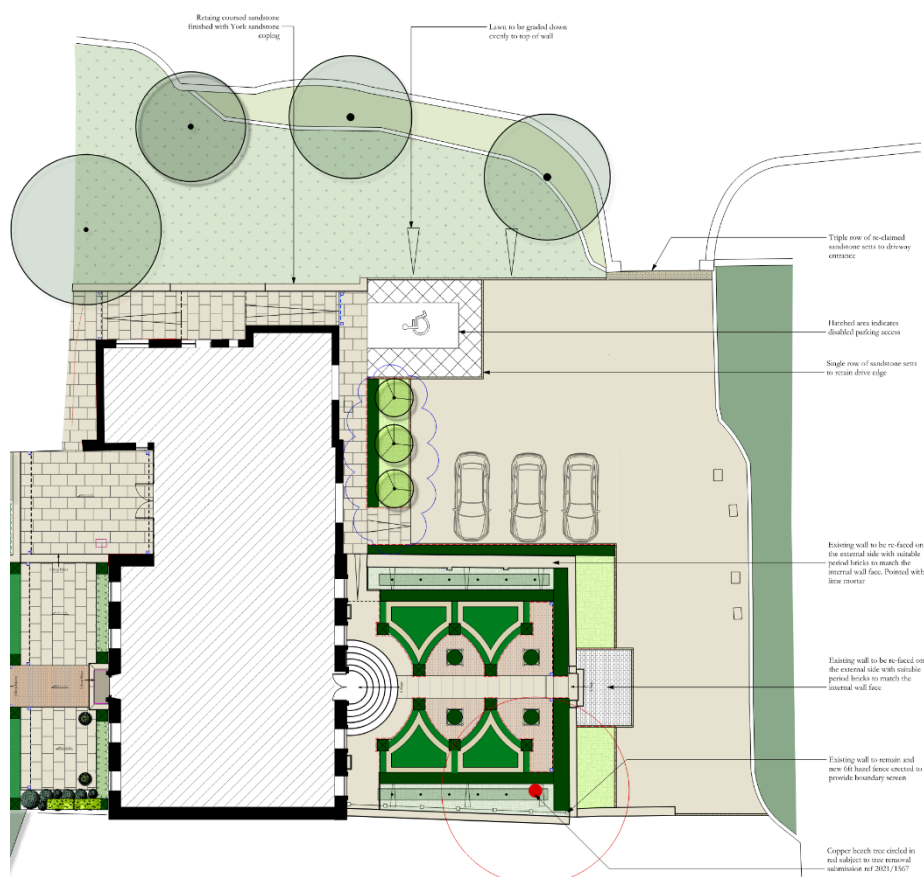 Retaing coursed sandstone
finished with York sandstone
coping
Lawn to be graded down
evenly to top of wall
Triple row of re-claimed
sandstone setts to driveway
entrance
Hatched area indicates
disabled parking access
Single row of sandstone setts
to retain drive edge
Existing wall to be re-faced on
the external side with suitable
period bricks to match the
internal wall face. Pointed with
lime mortar
Existing wall to be re-faced on
the external side with suitable
period bricks to match the
internal wall face
Existing wall to remain and
new 6ft hazel fence erected to
provide boundary screen
Copper beech tree circled in
red subject to tree removal
submission ref 2021/1567